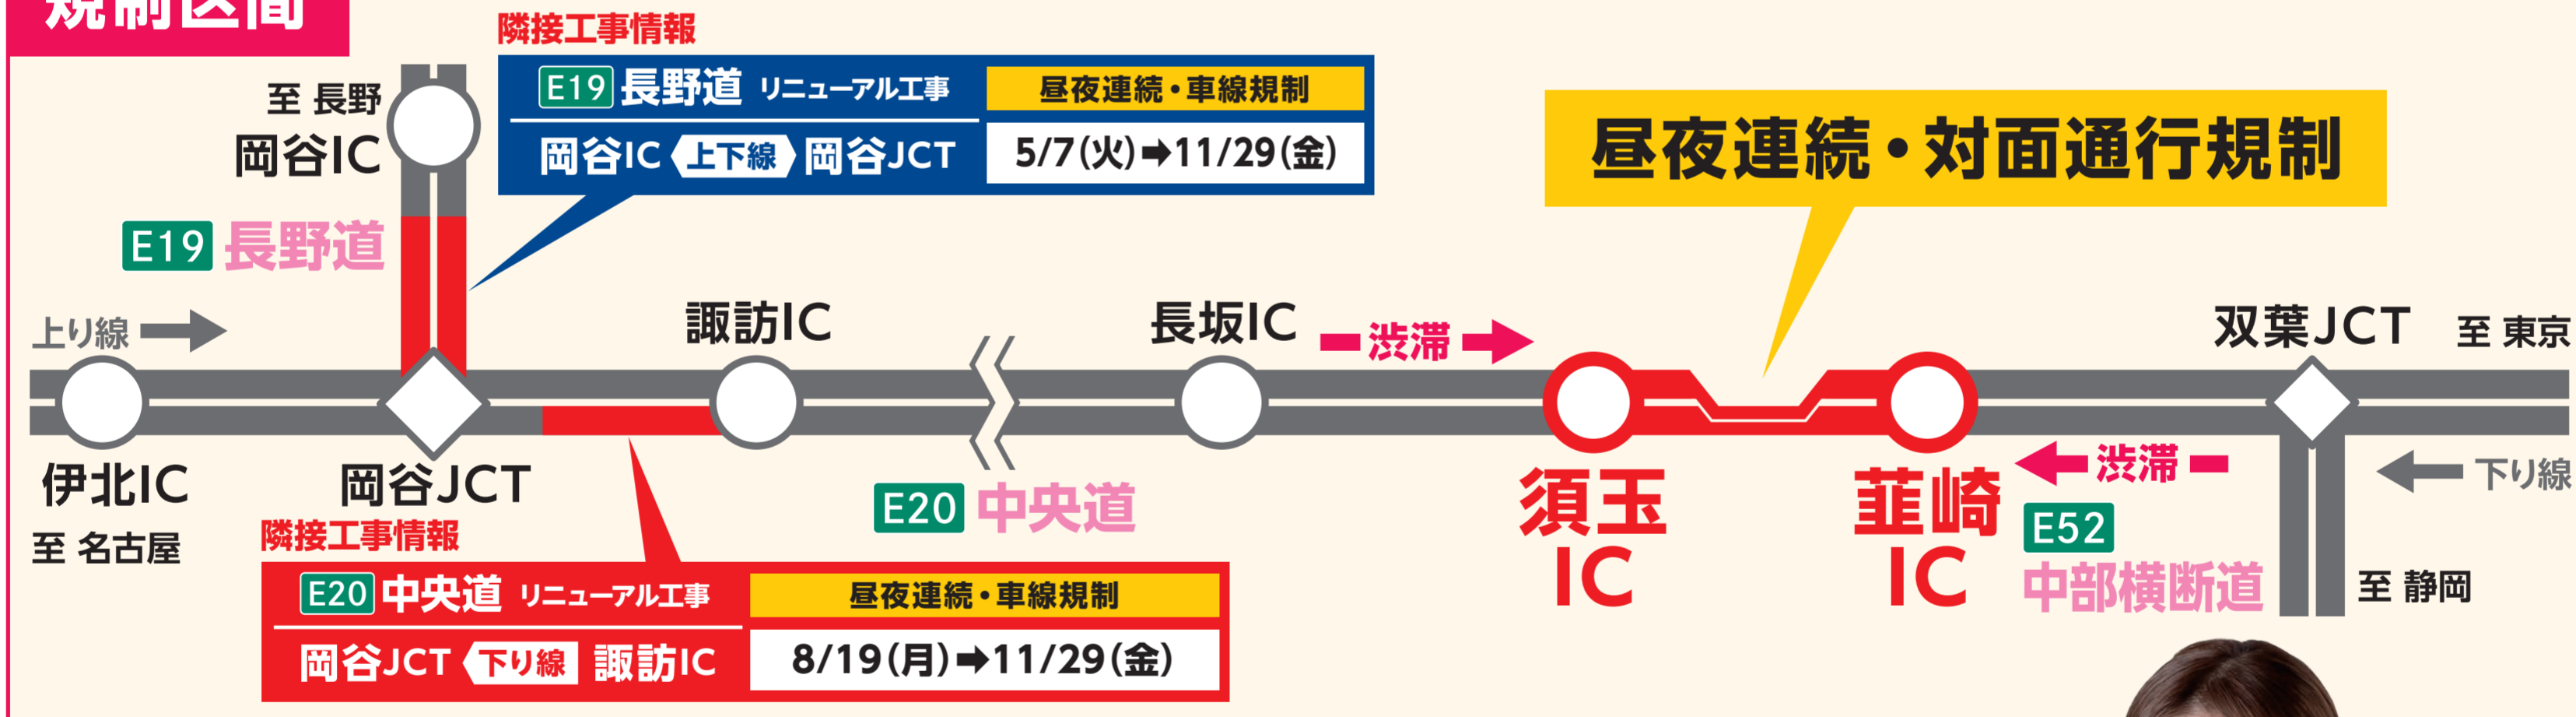 規制区間
隣接工事情報
E19 長野道 リニューアル工事 昼夜連続・車線規制
岡谷IC 上下線 岡谷JCT 5/7(火)➡11/29(金)
昼夜連続・対面通行規制
至 長野
岡谷IC
E19 長野道
上り線
諏訪IC
長坂IC
渋滞
双葉JCT
至 東京
伊北IC
至 名古屋
岡谷JCT
E20 中央道
須玉
IC
韮崎
IC
渋滞
下り線
E52
中部横断道
至 静岡
隣接工事情報
E20 中央道 リニューアル工事 昼夜連続・車線規制
岡谷JCT 下り線 諏訪IC 8/19(月)➡11/29(金)